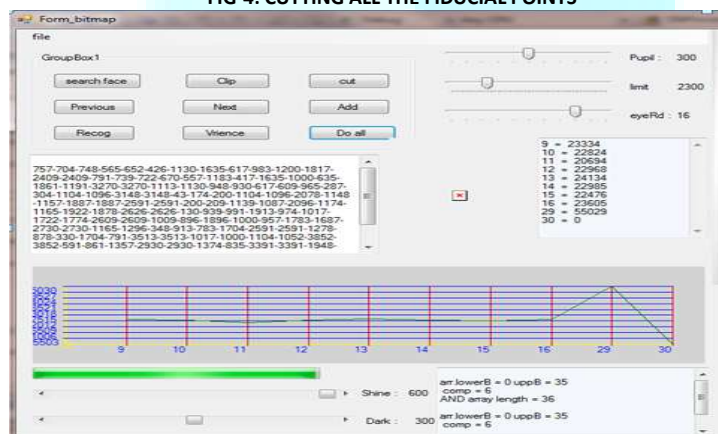 FIG 4: CUTTING ALL THE FIDUCIAL POINTS
Form_bitmap
file
GroupBox1
search face Clip cut
Previous Next Add
Recog Vrience Do all
Pupil : 300
limit 2300
eyeRd : 16
757-704-748-565-652-426-1130-1635-617-983-1200-1817-
2409-2409-791-739-722-670-557-1183-417-1635-1000-635-
1861-1191-3270-3270-1113-1130-948-930-617-609-965-287-
304-1104-1096-3148-3148-43-174-200-1104-1096-2078-1148
-1157-1887-1887-2591-2591-200-209-1139-1087-2096-1174-
1165-1922-1878-2626-2626-130-939-991-1913-974-1017-
1722-1774-2609-2609-1009-896-1896-1000-957-1783-1687-
2730-2730-1165-1296-348-913-783-1704-2591-2591-1278-
878-330-1704-791-3513-3513-1017-1000-1104-1052-3852-
3852-591-861-1357-2930-2930-1374-835-3391-3391-1948-
9 = 23334
10 = 22824
11 = 20694
12 = 22968
13 = 24134
14 = 22985
15 = 22476
16 = 23605
29 = 55029
30 = 0
5503
9 10 11 12 13 14 15 16 29 30
Shine : 600
Dark : 300
arr.lowerB = 0 uppB = 35
comp = 6
AND array length = 36
arr.lowerB = 0 uppB = 35
comp = 6